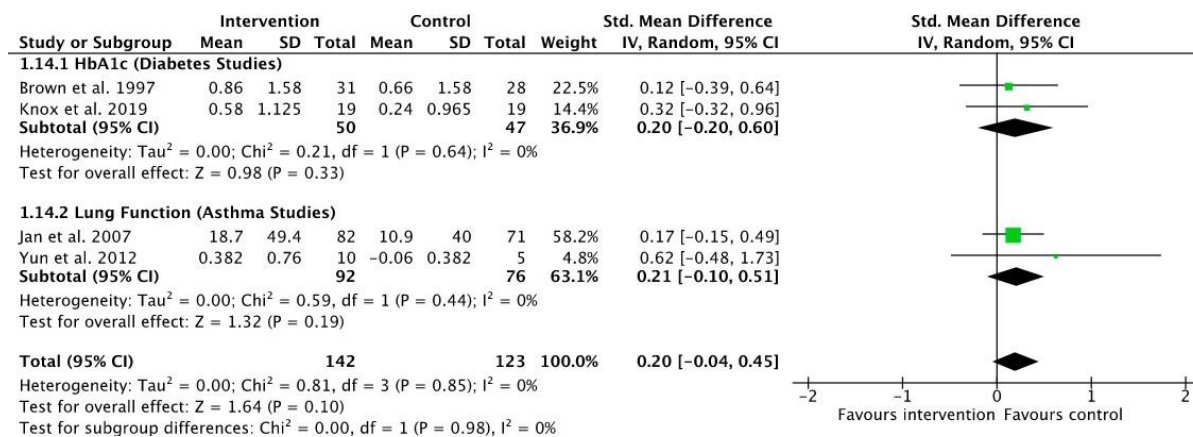 Intervention Control Std. Mean Difference Std. Mean Difference
Study or Subgroup Mean SD Total Mean SD Total Weight IV, Random, 95% CI IV, Random, 95% CI
1.14.1 HbA1c (Diabetes Studies)
Brown et al. 1997 0.86 1.58 31 0.66 1.58 28 22.5% 0.12 [-0.39, 0.64]
Knox et al. 2019 0.58 1.125 19 0.24 0.965 19 14.4% 0.32 [-0.32, 0.96]
Subtotal (95% CI) 50 47 36.9% 0.20 [-0.20, 0.60]
Heterogeneity: Tau² = 0.00; Chi² = 0.21, df = 1 (P = 0.64); I² = 0%
Test for overall effect: Z = 0.98 (P = 0.33)
1.14.2 Lung Function (Asthma Studies)
Jan et al. 2007 18.7 49.4 82 10.9 40 71 58.2% 0.17 [-0.15, 0.49]
Yun et al. 2012 0.382 0.76 10 -0.06 0.382 5 4.8% 0.62 [-0.48, 1.73]
Subtotal (95% CI) 92 76 63.1% 0.21 [-0.10, 0.51]
Heterogeneity: Tau² = 0.00; Chi² = 0.59, df = 1 (P = 0.44); I² = 0%
Test for overall effect: Z = 1.32 (P = 0.19)
Total (95% CI) 142 123 100.0% 0.20 [-0.04, 0.45]
Heterogeneity: Tau² = 0.00; Chi² = 0.81, df = 3 (P = 0.85); I² = 0%
Test for overall effect: Z = 1.64 (P = 0.10)
Test for subgroup differences: Chi² = 0.00, df = 1 (P = 0.98), I² = 0%
-2 -1 0 1 2
Favours intervention Favours control